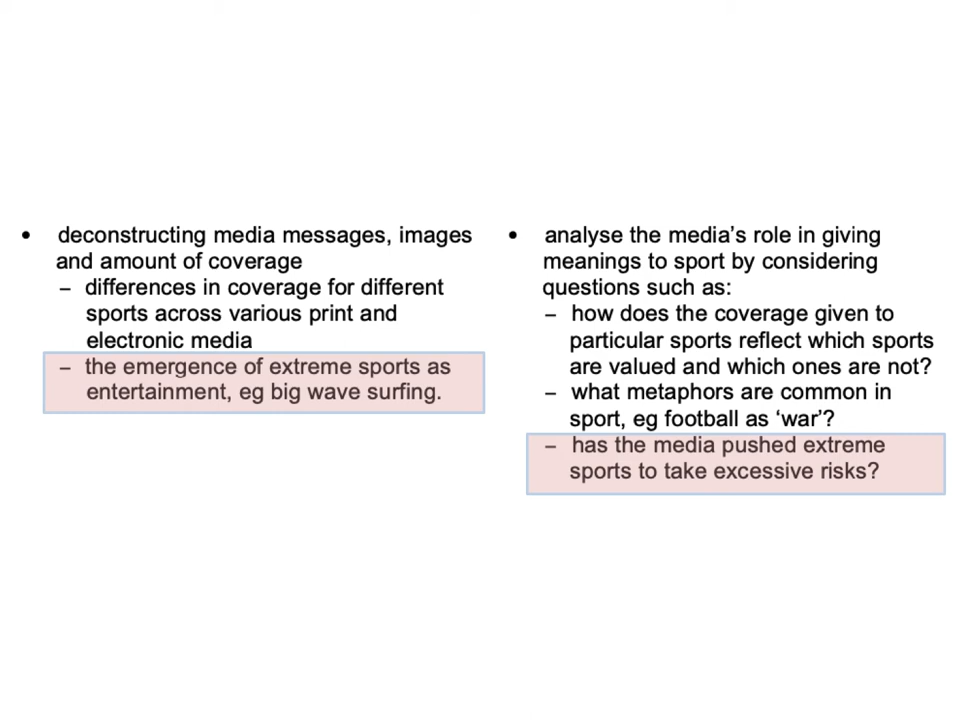 • deconstructing media messages, images
and amount of coverage
– differences in coverage for different
sports across various print and
electronic media
– the emergence of extreme sports as
entertainment, eg big wave surfing.
• analyse the media’s role in giving
meanings to sport by considering
questions such as:
– how does the coverage given to
particular sports reflect which sports
are valued and which ones are not?
– what metaphors are common in
sport, eg football as ‘war’?
– has the media pushed extreme
sports to take excessive risks?